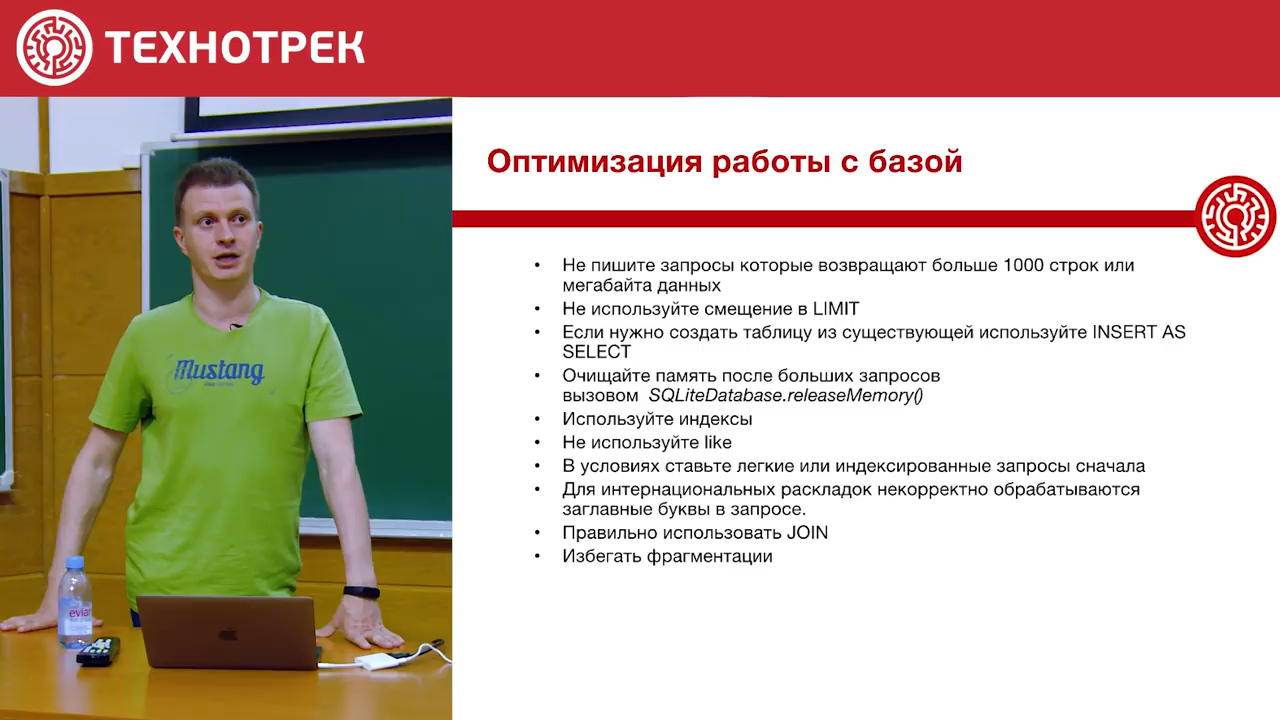 ТЕХНОТРЕК
Оптимизация работы с базой
• Не пишите запросы которые возвращают больше 1000 строк или
мегабайта данных
• Не используйте смещение в LIMIT
• Если нужно создать таблицу из существующей используйте INSERT AS
SELECT
• Очищайте память после больших запросов
вызовом SQLiteDatabase.releaseMemory()
• Используйте индексы
• Не используйте like
• В условиях ставьте легкие или индексированные запросы сначала
• Для интернациональных раскладок некорректно обрабатываются
заглавные буквы в запросе.
• Правильно использовать JOIN
• Избегать фрагментации
Mustang
evian